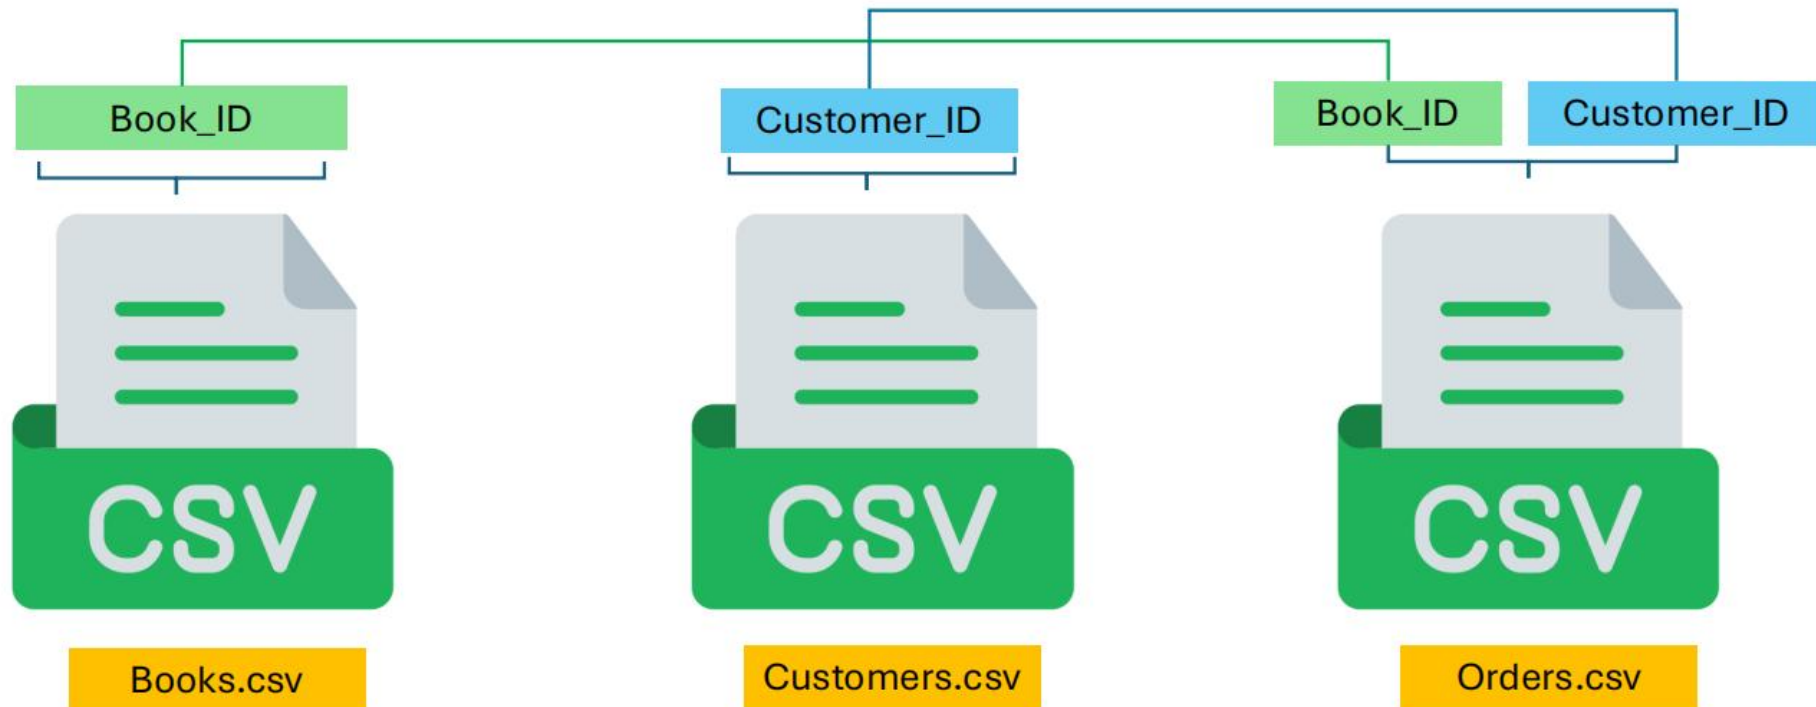 Book_ID
Customer_ID
Book_ID
Customer_ID
CSV
CSV
CSV
Books.csv
Customers.csv
Orders.csv